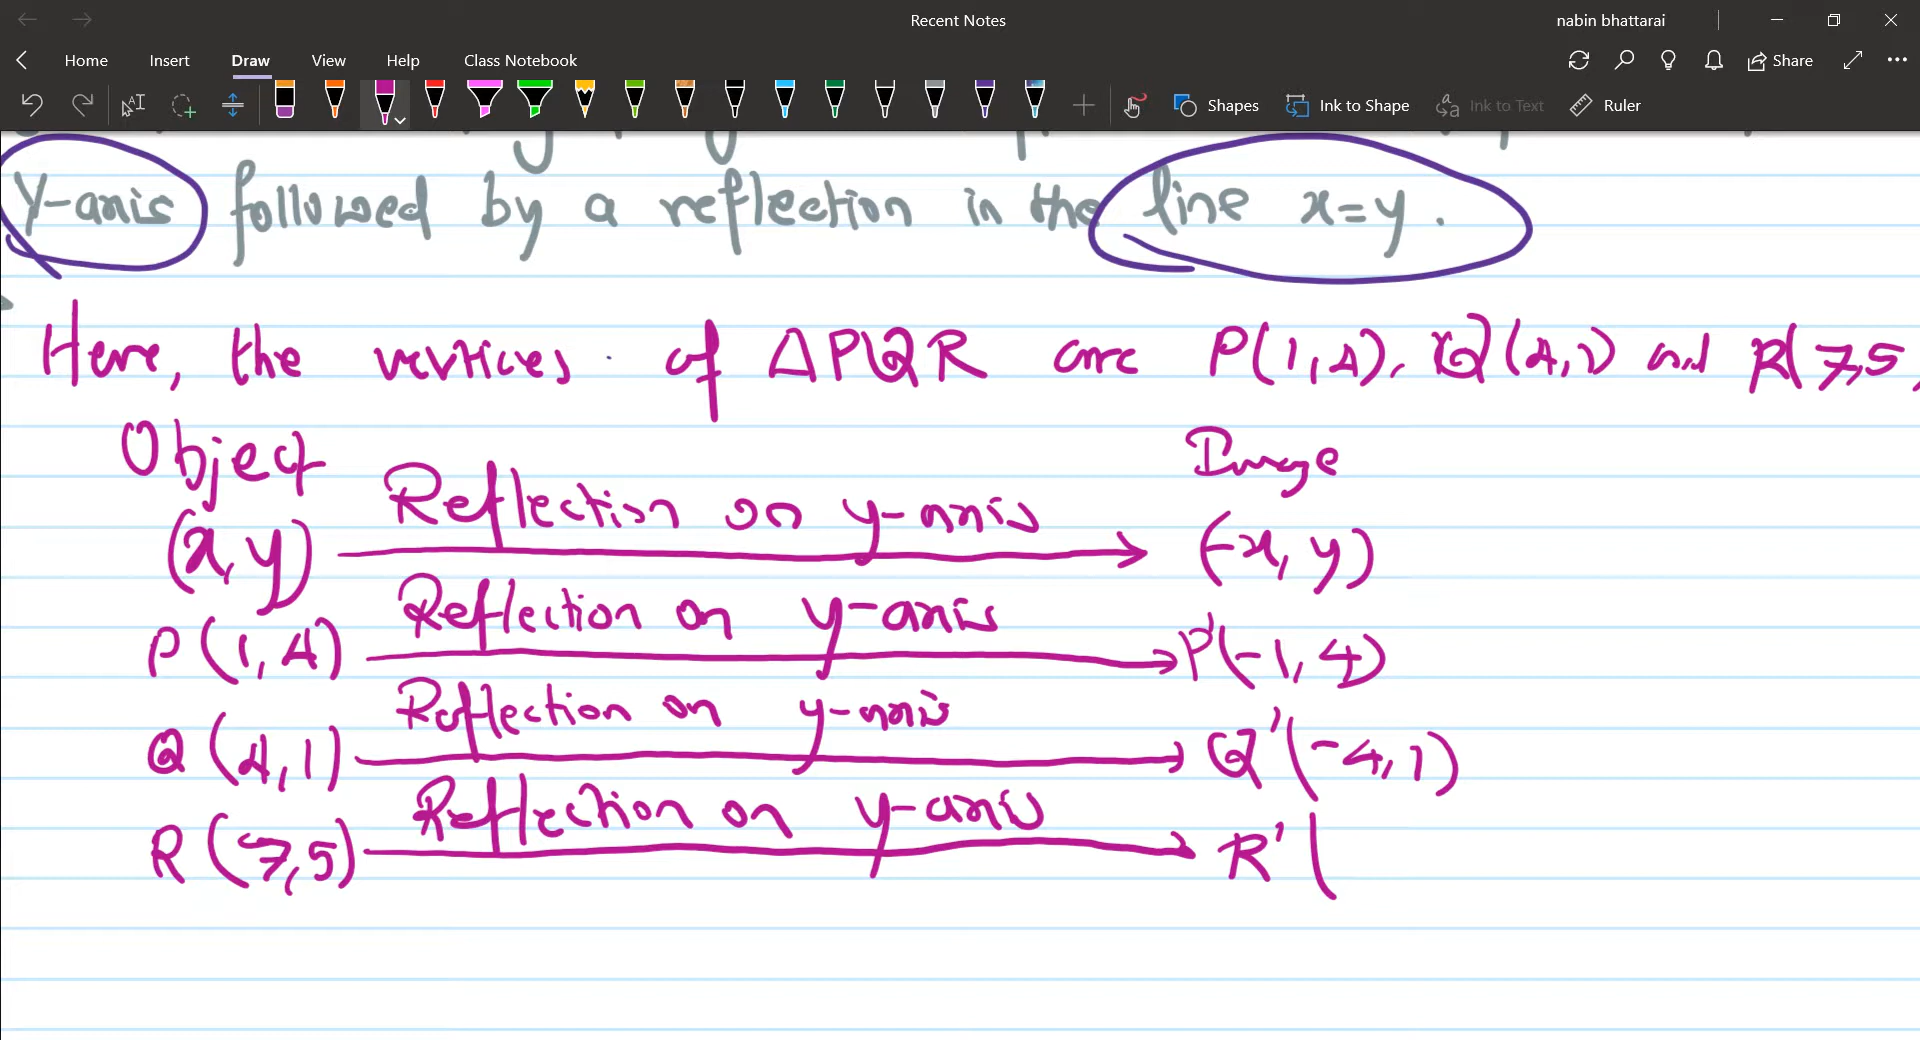 Recent Notes
nabin bhattarai
Home Insert Draw View Help Class Notebook
Share
Shapes Ink to Shape Ink to Text Ruler
Y-axis followed by a reflection in the line x=y.
Here, the vertices of ΔPQR are P(1,4), Q(4,1) and R(7,5
Object Image
(x,y) Reflection on y-axis (-x, y)
P(1,4) Reflection on y-axis P'(-1,4)
Q(4,1) Reflection on y-axis Q'(-4,1)
R(7,5) Reflection on y-axis R'(